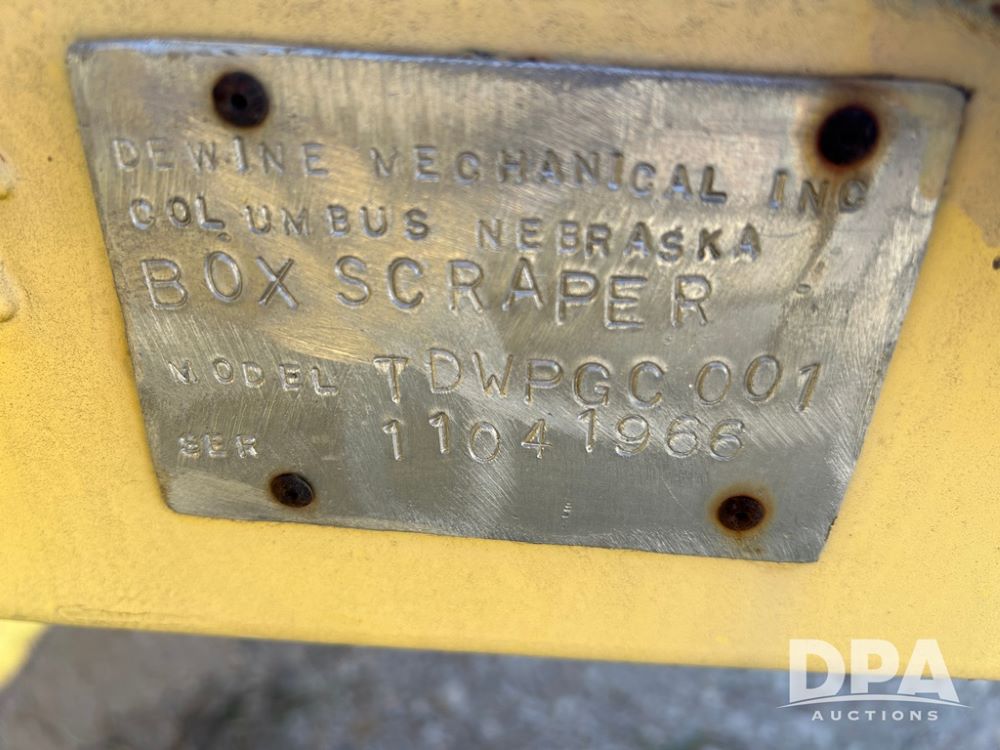 DEWINE MECHANICAL INC
COLUMBUS NEBRASKA
BOX SCRAPER
MODEL TDWPGC 001
SER 11041966
DPA
AUCTIONS